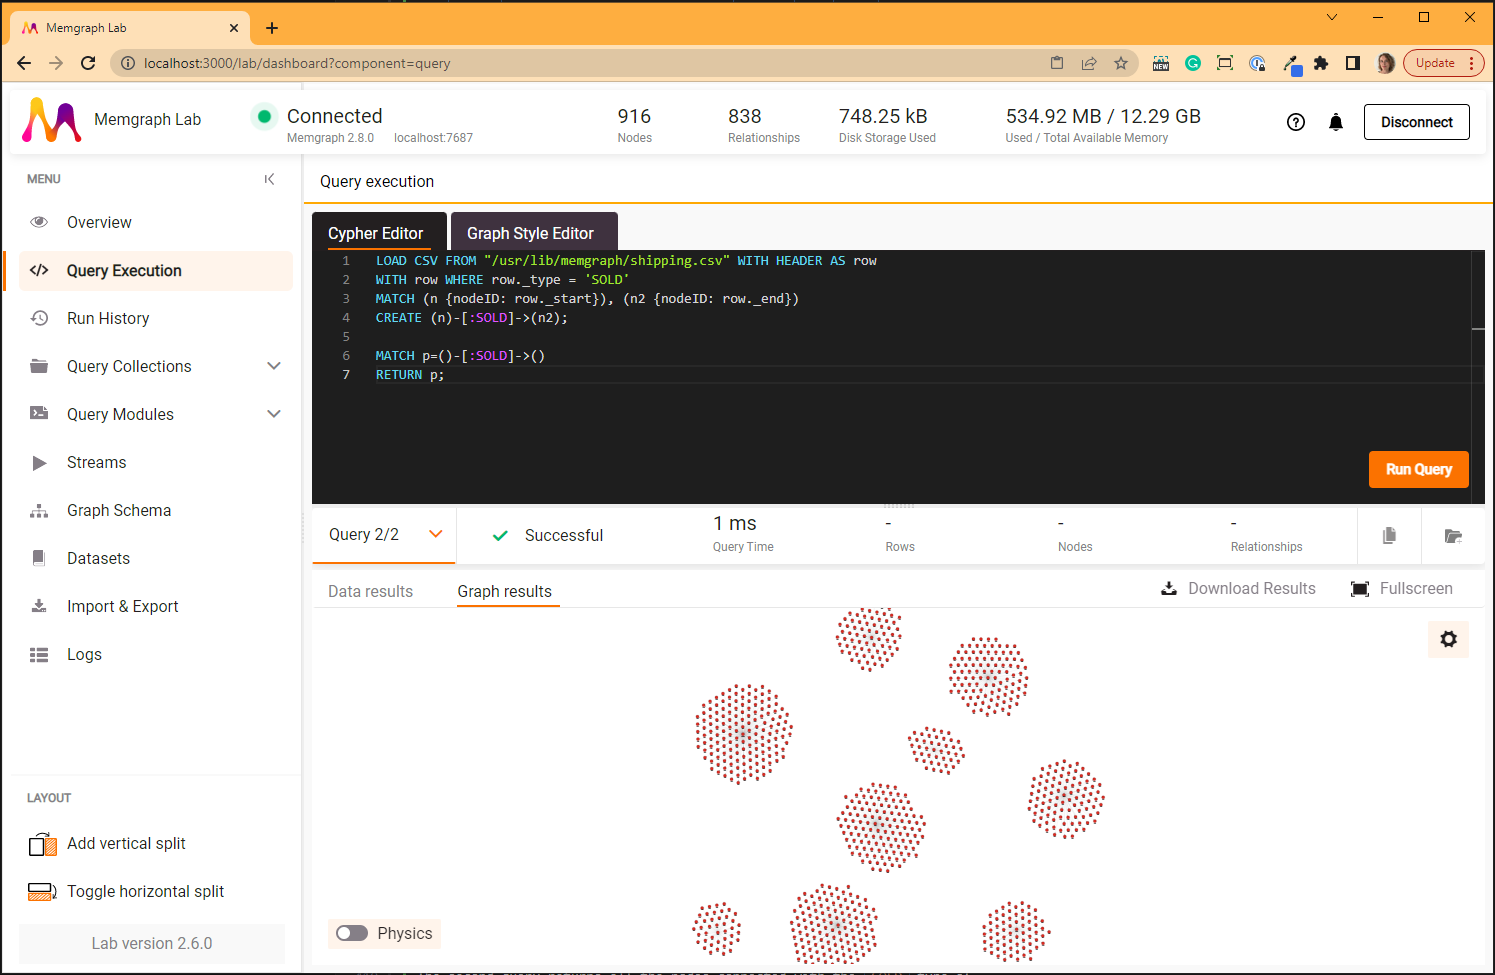 Memgraph Lab
localhost:3000/lab/dashboard?component=query
NEW
Update
Memgraph Lab
Connected
Memgraph 2.8.0 localhost:7687
916
Nodes
838
Relationships
748.25 kB
Disk Storage Used
534.92 MB / 12.29 GB
Used / Total Available Memory
Disconnect
MENU
Overview
Query Execution
Run History
Query Collections
Query Modules
Streams
Graph Schema
Datasets
Import & Export
Logs
LAYOUT
Add vertical split
Toggle horizontal split
Lab version 2.6.0
Query execution
Cypher Editor
Graph Style Editor
1 LOAD CSV FROM "/usr/lib/memgraph/shipping.csv" WITH HEADER AS row
2 WITH row WHERE row._type = 'SOLD'
3 MATCH (n {nodeID: row._start}), (n2 {nodeID: row._end})
4 CREATE (n)-[:SOLD]->(n2);
5
6 MATCH p=()-[:SOLD]->()
7 RETURN p;
Run Query
Query 2/2
Successful
1 ms
Query Time
-
Rows
-
Nodes
-
Relationships
Data results
Graph results
Download Results
Fullscreen
Physics